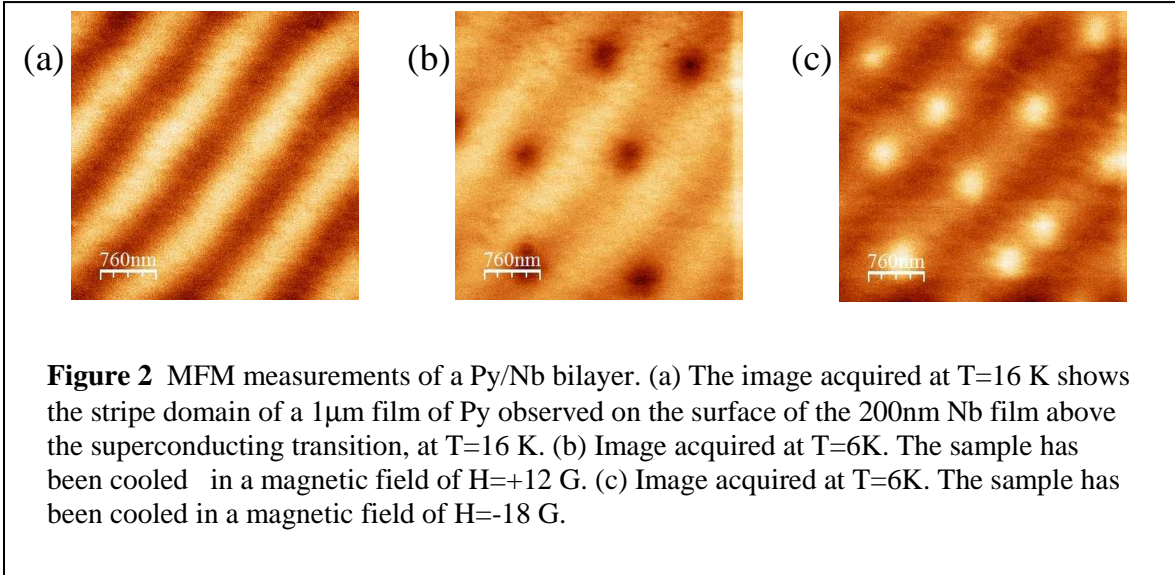 (a) (b) (c)
760nm 760nm 760nm
Figure 2 MFM measurements of a Py/Nb bilayer. (a) The image acquired at T=16 K shows
the stripe domain of a 1μm film of Py observed on the surface of the 200nm Nb film above
the superconducting transition, at T=16 K. (b) Image acquired at T=6K. The sample has
been cooled in a magnetic field of H=+12 G. (c) Image acquired at T=6K. The sample has
been cooled in a magnetic field of H=-18 G.